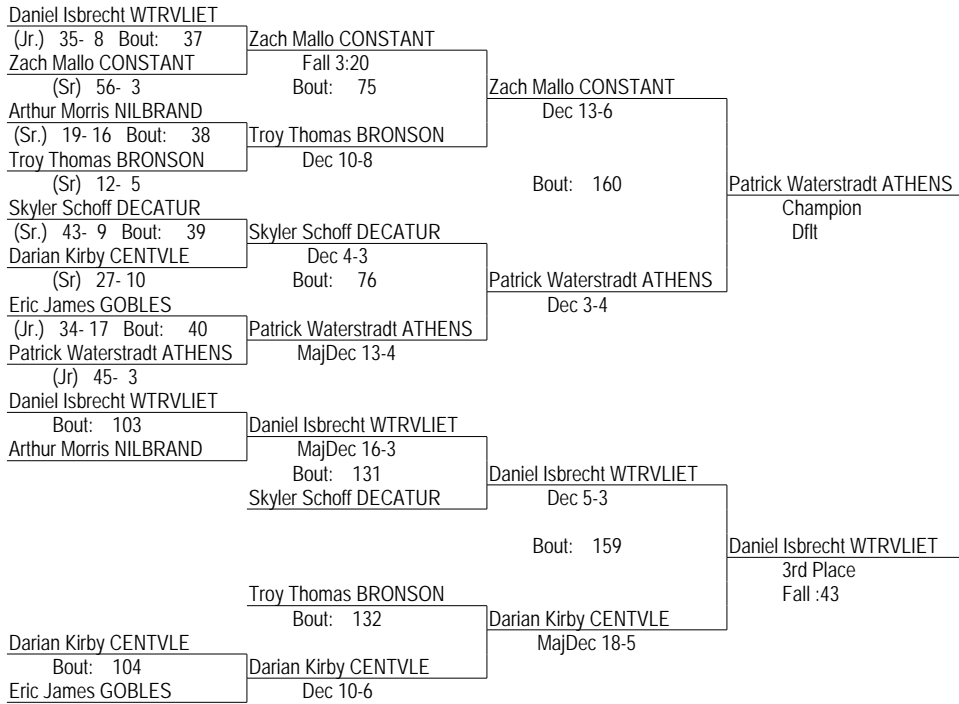 Daniel Isbrecht WTRVLIET
(Jr.) 35- 8 Bout: 37 Zach Mallo CONSTANT
Zach Mallo CONSTANT Fall 3:20
(Sr) 56- 3 Bout: 75 Zach Mallo CONSTANT
Arthur Morris NILBRAND Dec 13-6
(Sr.) 19- 16 Bout: 38 Troy Thomas BRONSON
Troy Thomas BRONSON Dec 10-8
(Sr) 12- 5 Bout: 160 Patrick Waterstradt ATHENS
Skyler Schoff DECATUR Champion
(Sr.) 43- 9 Bout: 39 Skyler Schoff DECATUR Dflt
Darian Kirby CENTVLE Dec 4-3
(Sr) 27- 10 Bout: 76 Patrick Waterstradt ATHENS
Eric James GOBLES Dec 3-4
(Jr.) 34- 17 Bout: 40 Patrick Waterstradt ATHENS
Patrick Waterstradt ATHENS MajDec 13-4
(Jr) 45- 3
Daniel Isbrecht WTRVLIET
Bout: 103 Daniel Isbrecht WTRVLIET
Arthur Morris NILBRAND MajDec 16-3
Bout: 131 Daniel Isbrecht WTRVLIET
Skyler Schoff DECATUR Dec 5-3
Bout: 159 Daniel Isbrecht WTRVLIET
3rd Place
Troy Thomas BRONSON Fall :43
Bout: 132 Darian Kirby CENTVLE
Darian Kirby CENTVLE MajDec 18-5
Bout: 104 Darian Kirby CENTVLE
Eric James GOBLES Dec 10-6